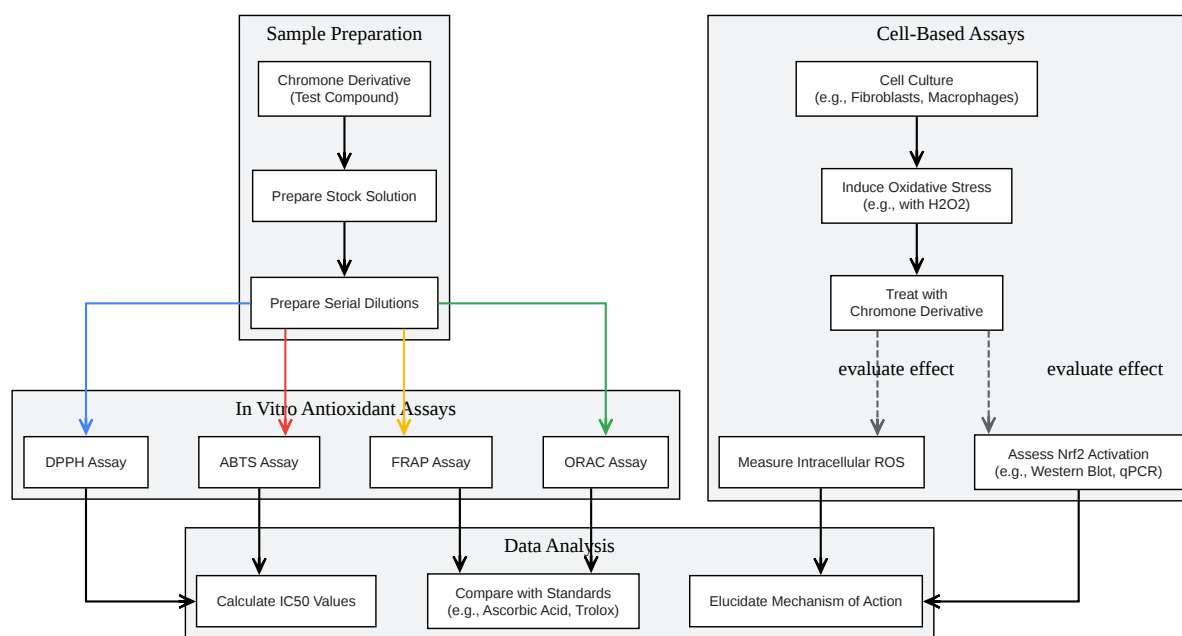 Sample Preparation
Chromone Derivative
(Test Compound)
Prepare Stock Solution
Prepare Serial Dilutions
Cell-Based Assays
Cell Culture
(e.g., Fibroblasts, Macrophages)
Induce Oxidative Stress
(e.g., with H2O2)
Treat with
Chromone Derivative
evaluate effect
evaluate effect
In Vitro Antioxidant Assays
DPPH Assay
ABTS Assay
FRAP Assay
ORAC Assay
Measure Intracellular ROS
Assess Nrf2 Activation
(e.g., Western Blot, qPCR)
Data Analysis
Calculate IC50 Values
Compare with Standards
(e.g., Ascorbic Acid, Trolox)
Elucidate Mechanism of Action